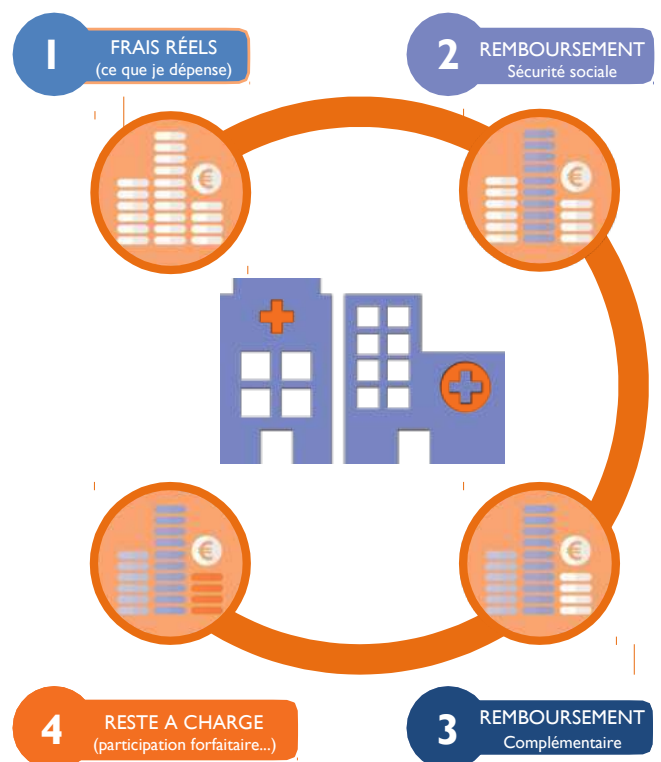 1
FRAIS RÉELS
(ce que je dépense)
2
REMBOURSEMENT
Sécurité sociale
€
€
€
€
4
RESTE A CHARGE
(participation forfaitaire...)
3
REMBOURSEMENT
Complémentaire